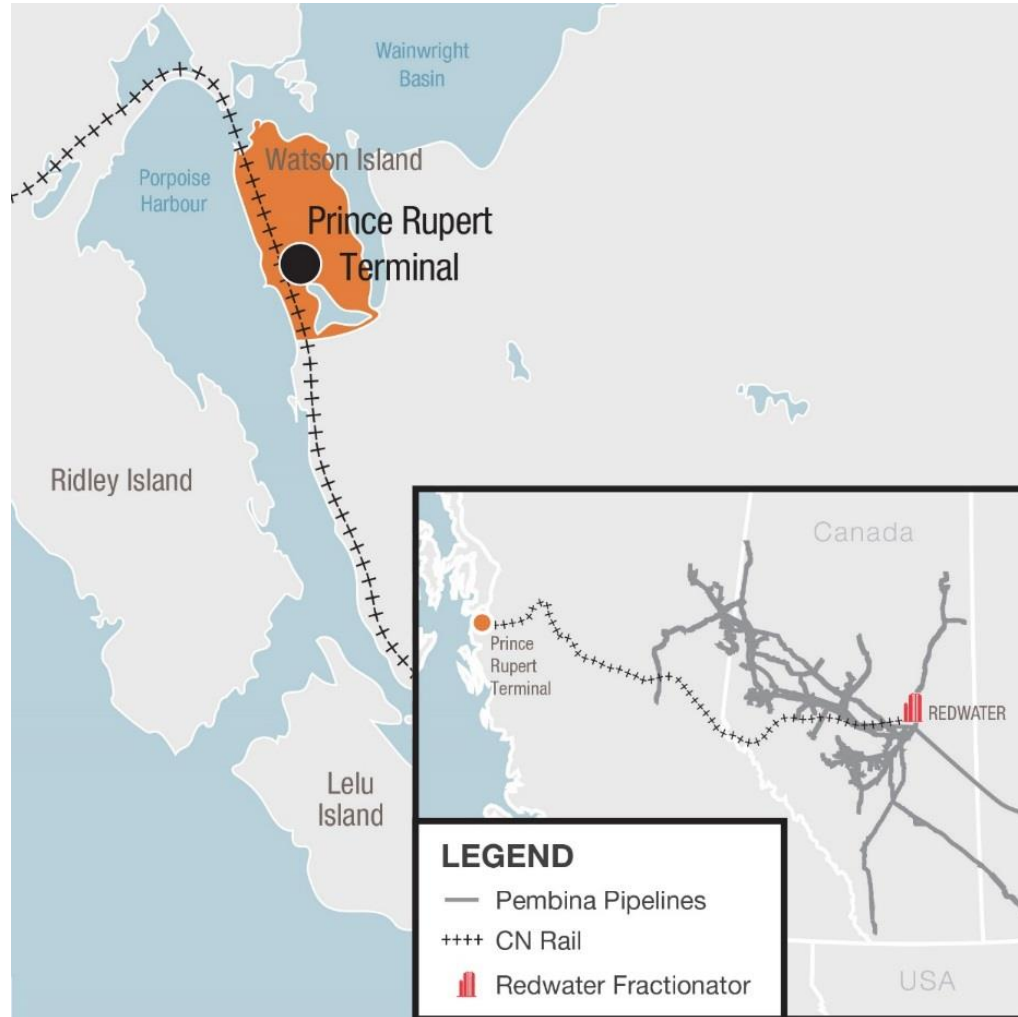 Wainwright
Basin
Watson Island
Porpoise
Harbour
Prince Rupert
Terminal
Ridley Island
Lelu
Island
Canada
Prince
Rupert
Terminal
REDWATER
USA
LEGEND
Pembina Pipelines
CN Rail
Redwater Fractionator